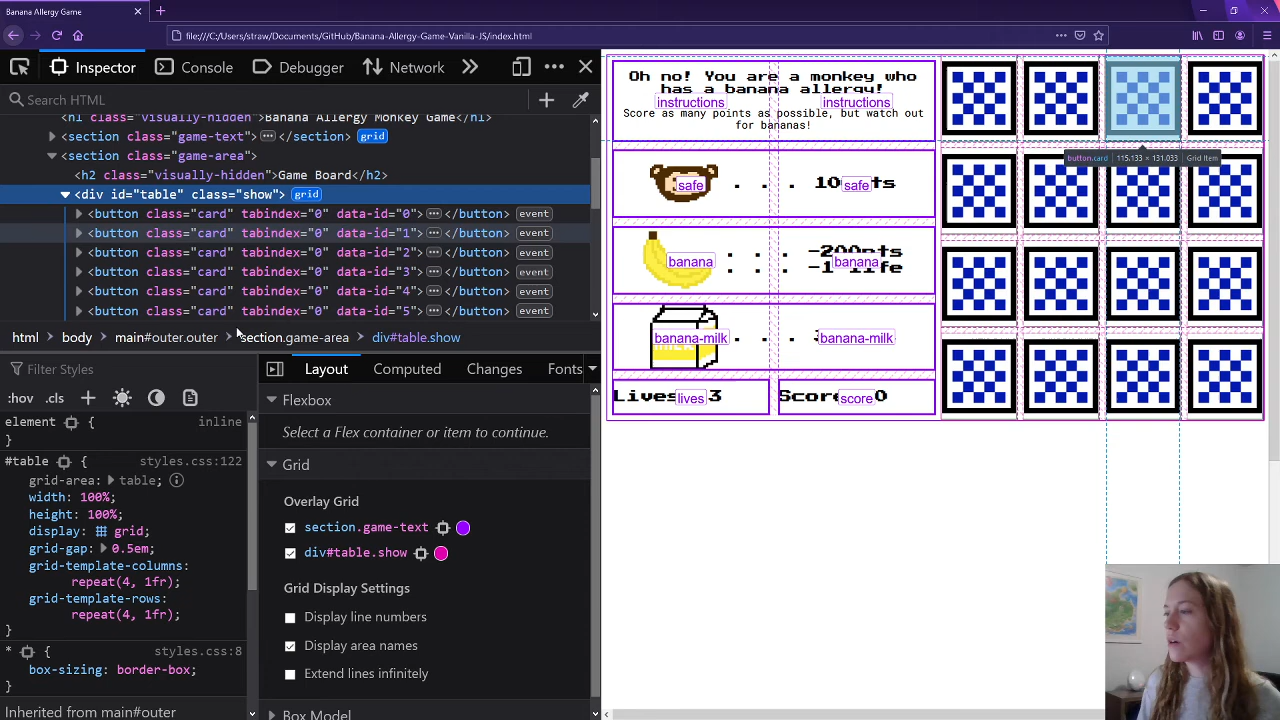 Banana Allergy Game
file:///C:/Users/straw/Documents/GitHub/Banana-Allergy-Game-Vanilla-JS/index.html
Inspector
Console
Debugger
Network
Search HTML
<h1 class="visually-hidden">Banana Allergy Monkey Game</h1>
<section class="game-text"> </section> grid
<section class="game-area">
<h2 class="visually-hidden">Game Board</h2>
<div id="table" class="show"> grid
<button class="card" tabindex="0" data-id="0"> </button> event
<button class="card" tabindex="0" data-id="1"> </button> event
<button class="card" tabindex="0" data-id="2"> </button> event
<button class="card" tabindex="0" data-id="3"> </button> event
<button class="card" tabindex="0" data-id="4"> </button> event
<button class="card" tabindex="0" data-id="5"> </button> event
html > body > main#outer > section.game-area > div#table.show
Filter Styles
:hov .cls +
element { inline
}
#table { styles.css:122
grid-area: table;
width: 100%;
height: 100%;
display: grid;
grid-gap: 0.5em;
grid-template-columns:
repeat(4, 1fr);
grid-template-rows:
repeat(4, 1fr);
}
* { styles.css:8
box-sizing: border-box;
}
Inherited from main#outer
Layout
Computed
Changes
Fonts
Flexbox
Select a Flex container or item to continue.
Grid
Overlay Grid
section.game-text
div#table.show
Grid Display Settings
Display line numbers
Display area names
Extend lines infinitely
Box Model
Oh no! You are a monkey who
has a banana allergy!
instructions instructions
Score as many points as possible, but watch out
for bananas!
safe . . . safe
banana : : : -200pts
-1 life banana
banana-milk . . banana-milk
Lives 3 lives
Score 0 score
button.card 115.133 × 131.033 Grid Item